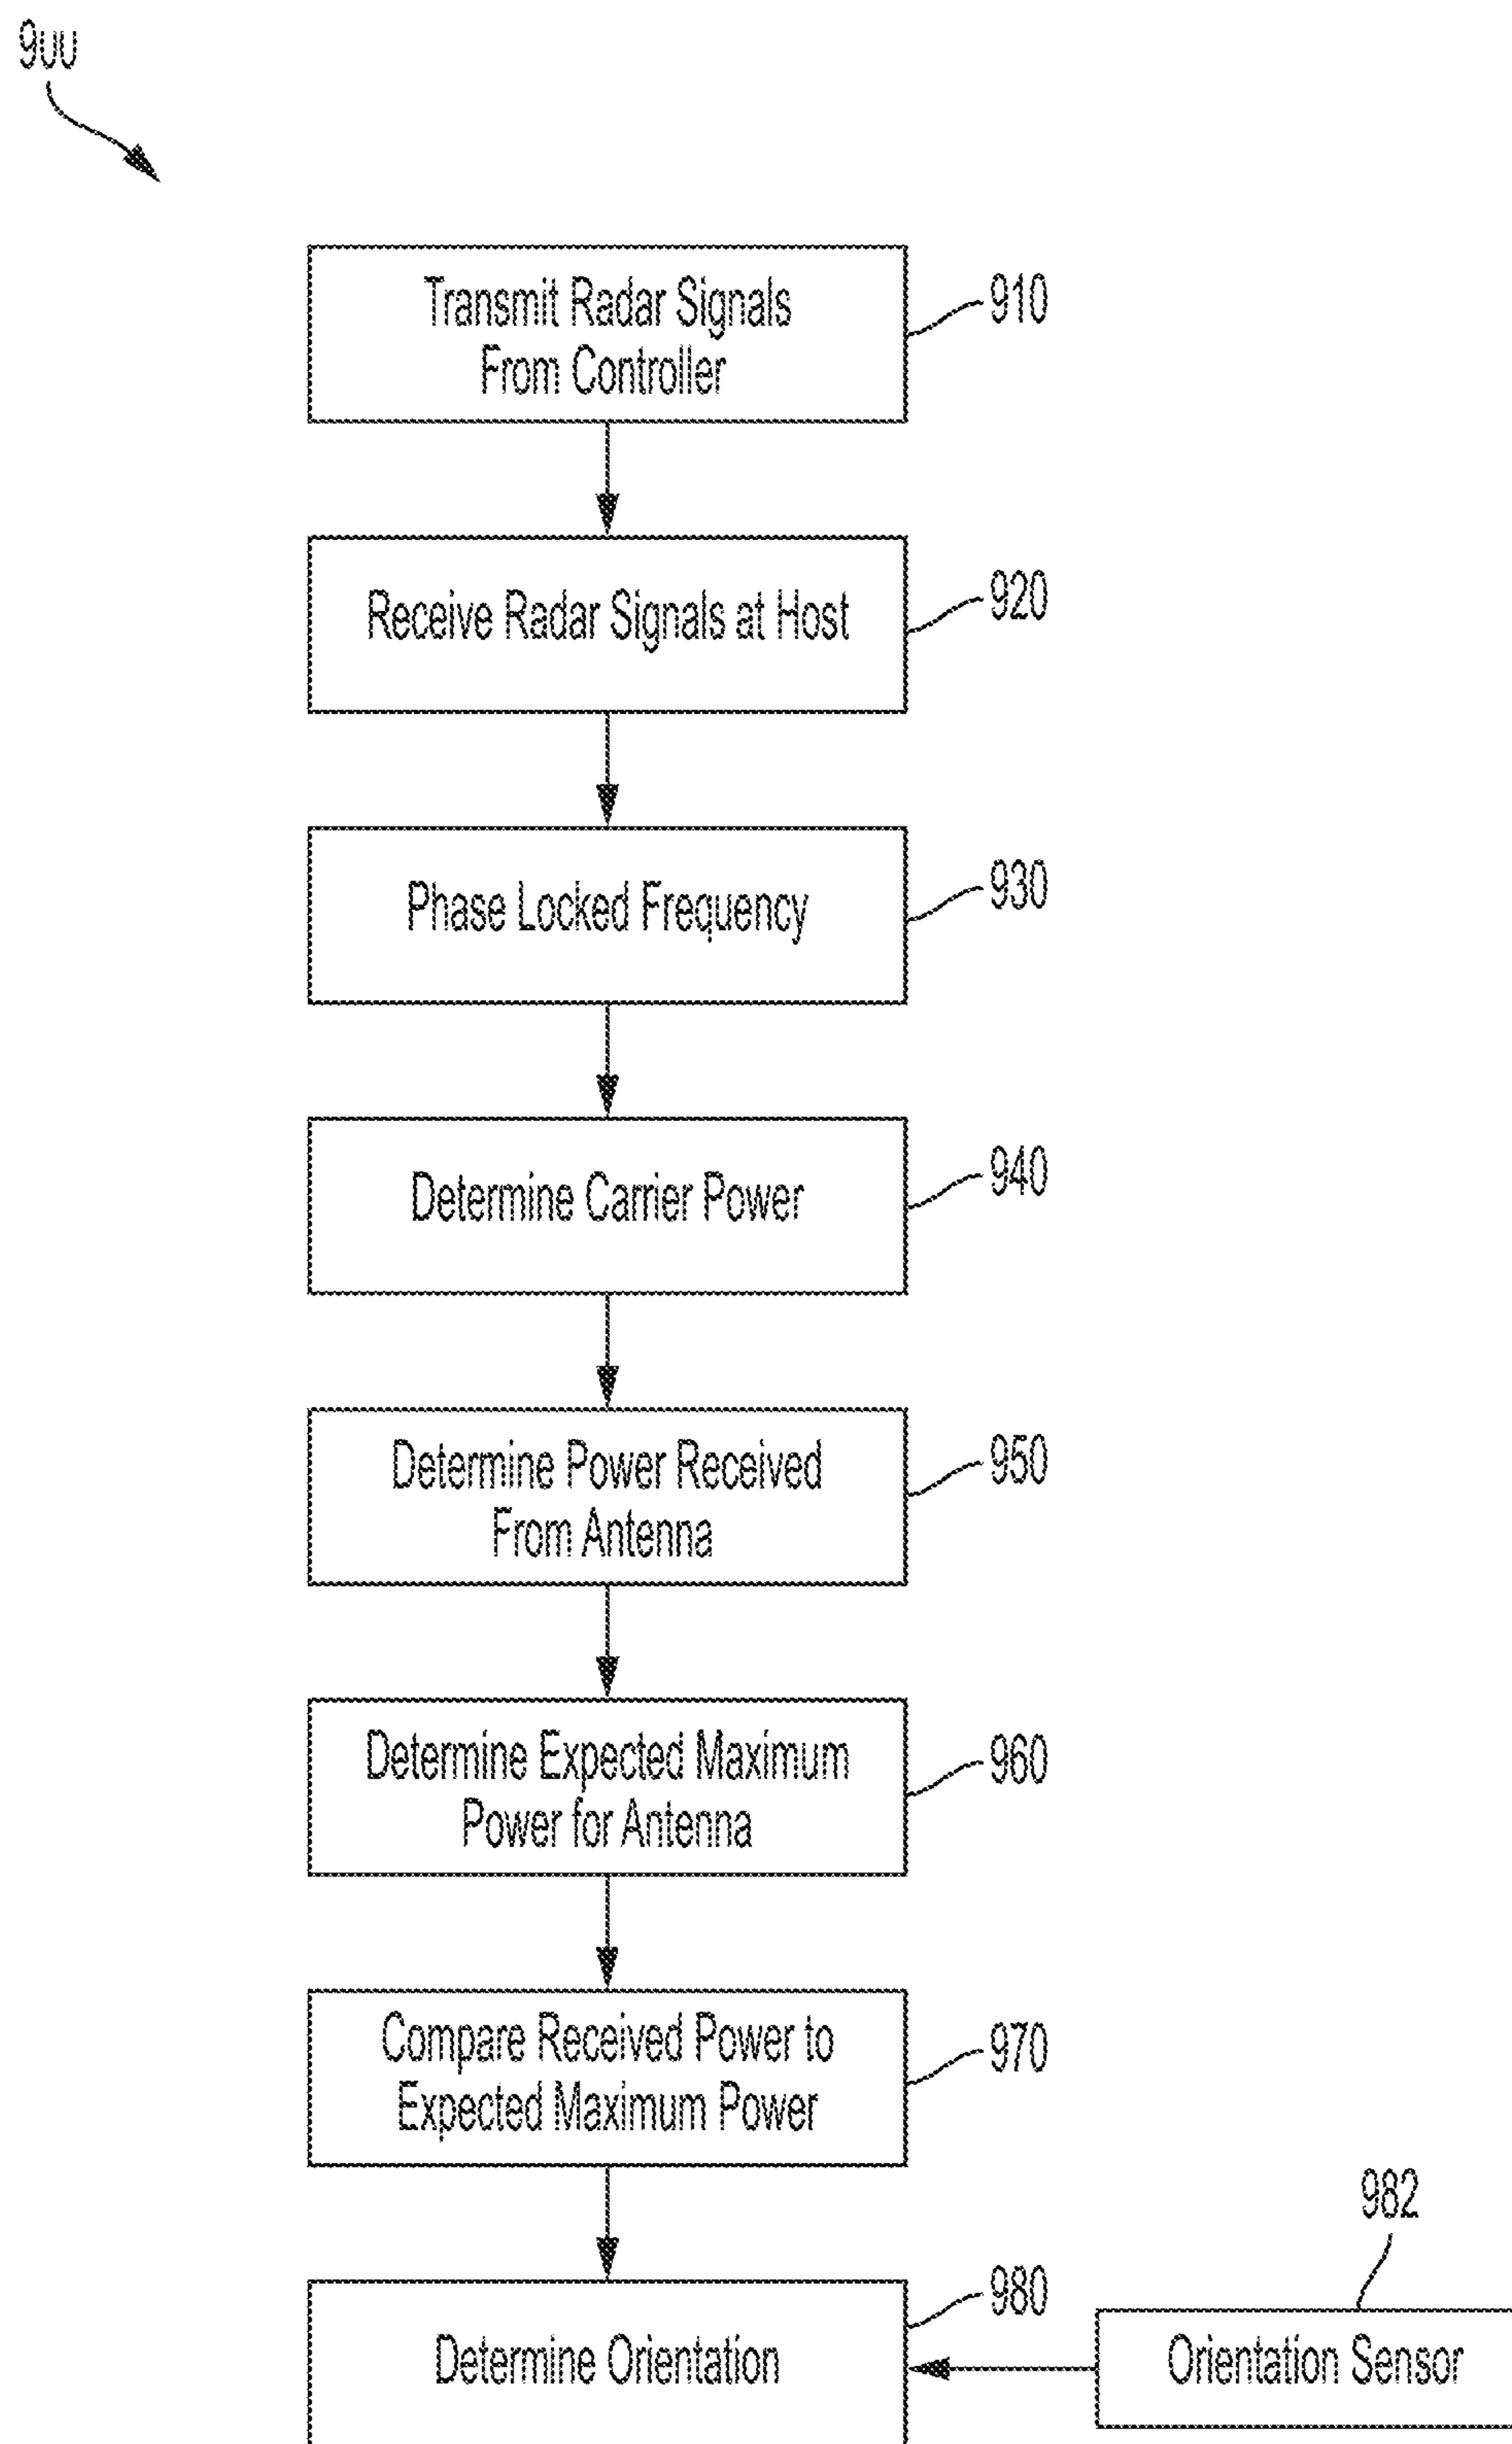 900
Transmit Radar Signals
From Controller
910
Receive Radar Signals at Host
920
Phase Locked Frequency
930
Determine Carrier Power
940
Determine Power Received
From Antenna
950
Determine Expected Maximum
Power for Antenna
960
Compare Received Power to
Expected Maximum Power
970
982
980
Determine Orientation
Orientation Sensor